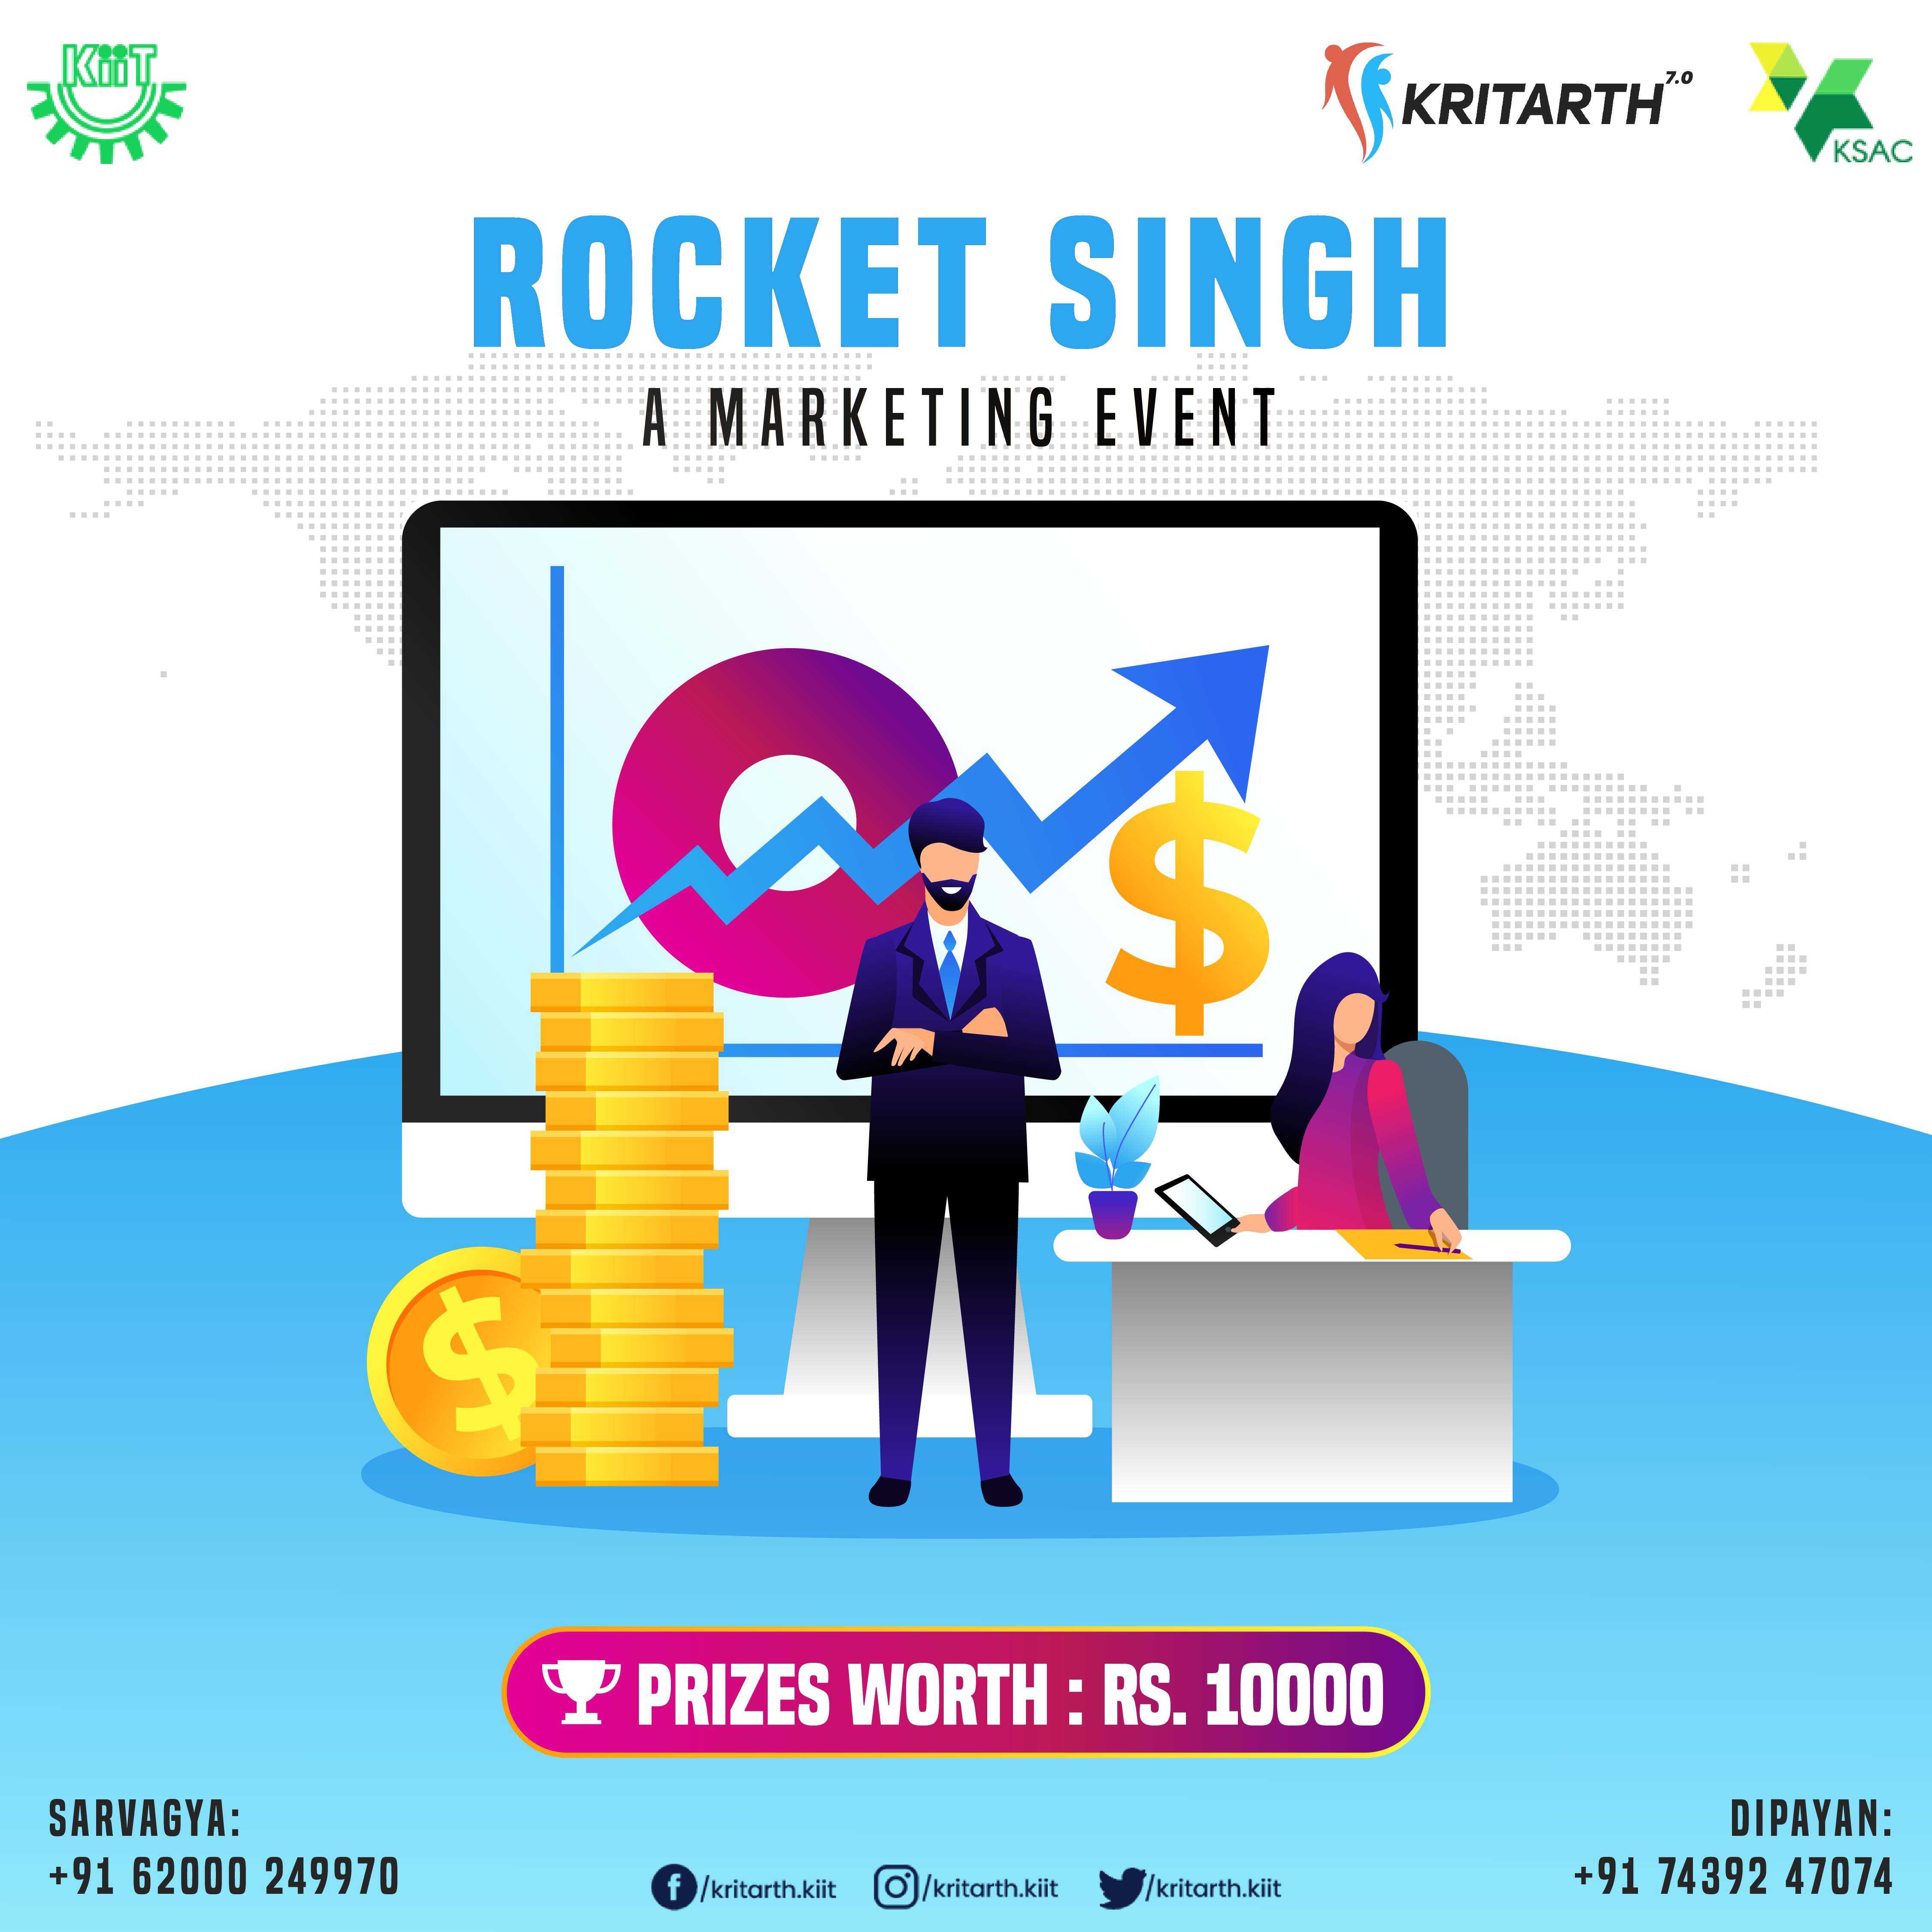 KiiT
KRITARTH 7.0
KSAC
ROCKET SINGH
A MARKETING EVENT
$
$
PRIZES WORTH : RS. 10000
SARVAGYA:
+91 62000 249970
DIPAYAN:
+91 74392 47074
/kritarth.kiit
/kritarth.kiit
/kritarth.kiit